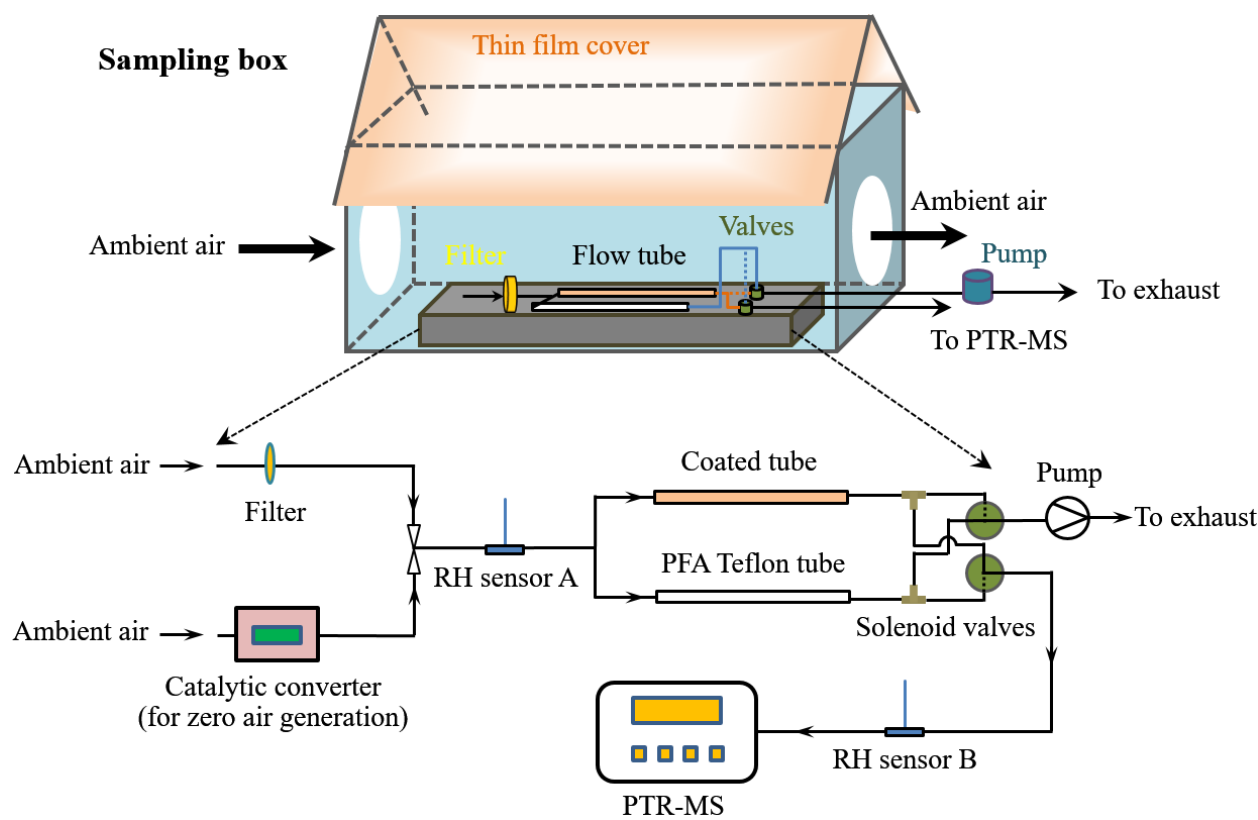 Thin film cover
Sampling box
Ambient air
Ambient air
Valves
Filter
Flow tube
Pump
To exhaust
To PTR-MS
Ambient air
Filter
RH sensor A
Coated tube
Pump
To exhaust
PFA Teflon tube
Solenoid valves
Ambient air
Catalytic converter
(for zero air generation)
RH sensor B
PTR-MS